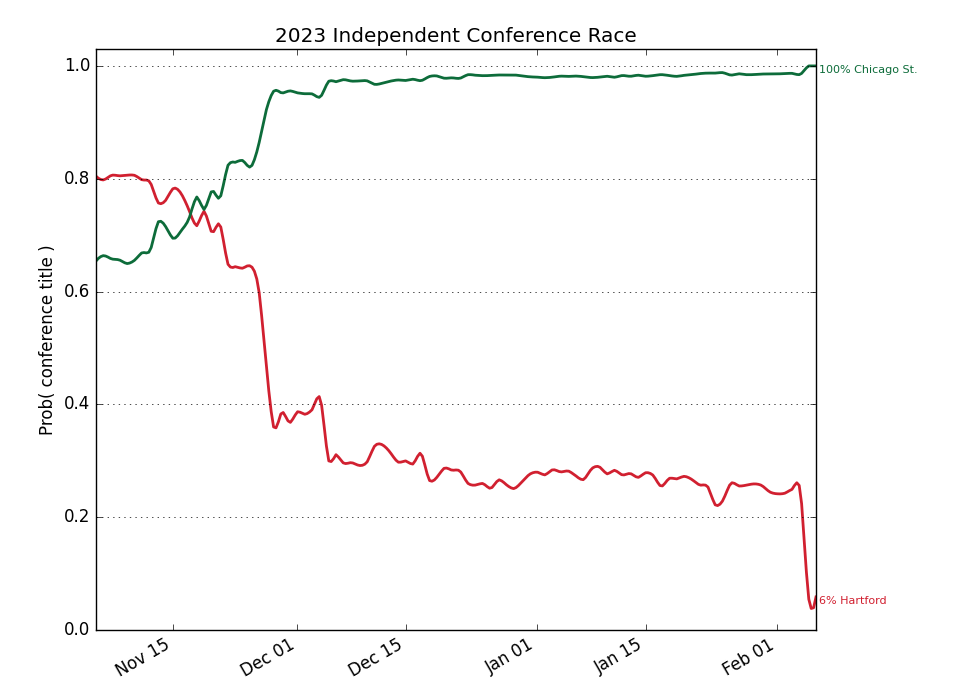 2023 Independent Conference Race
1.0
0.8
0.6
0.4
0.2
0.0
Prob( conference title )
100% Chicago St.
6% Hartford
Nov 15
Dec 01
Dec 15
Jan 01
Jan 15
Feb 01